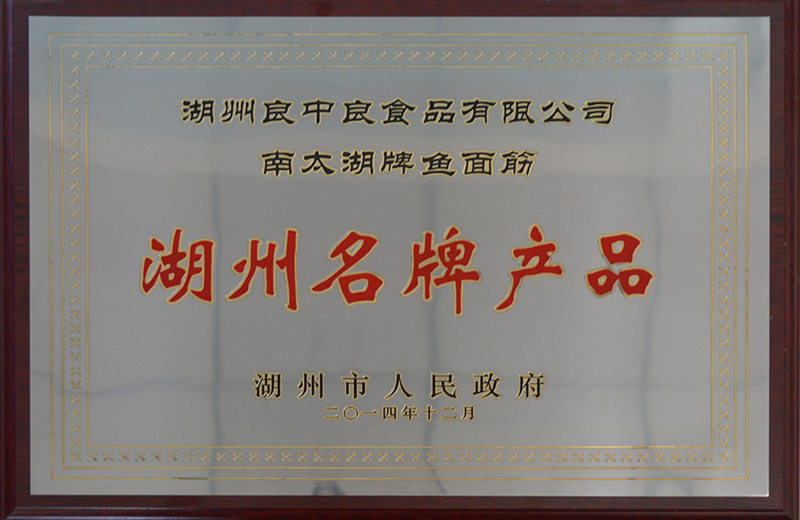 湖州良中良食品有限公司
南太湖牌鱼面筋
湖州名牌产品
湖州市人民政府
二〇一四年十二月